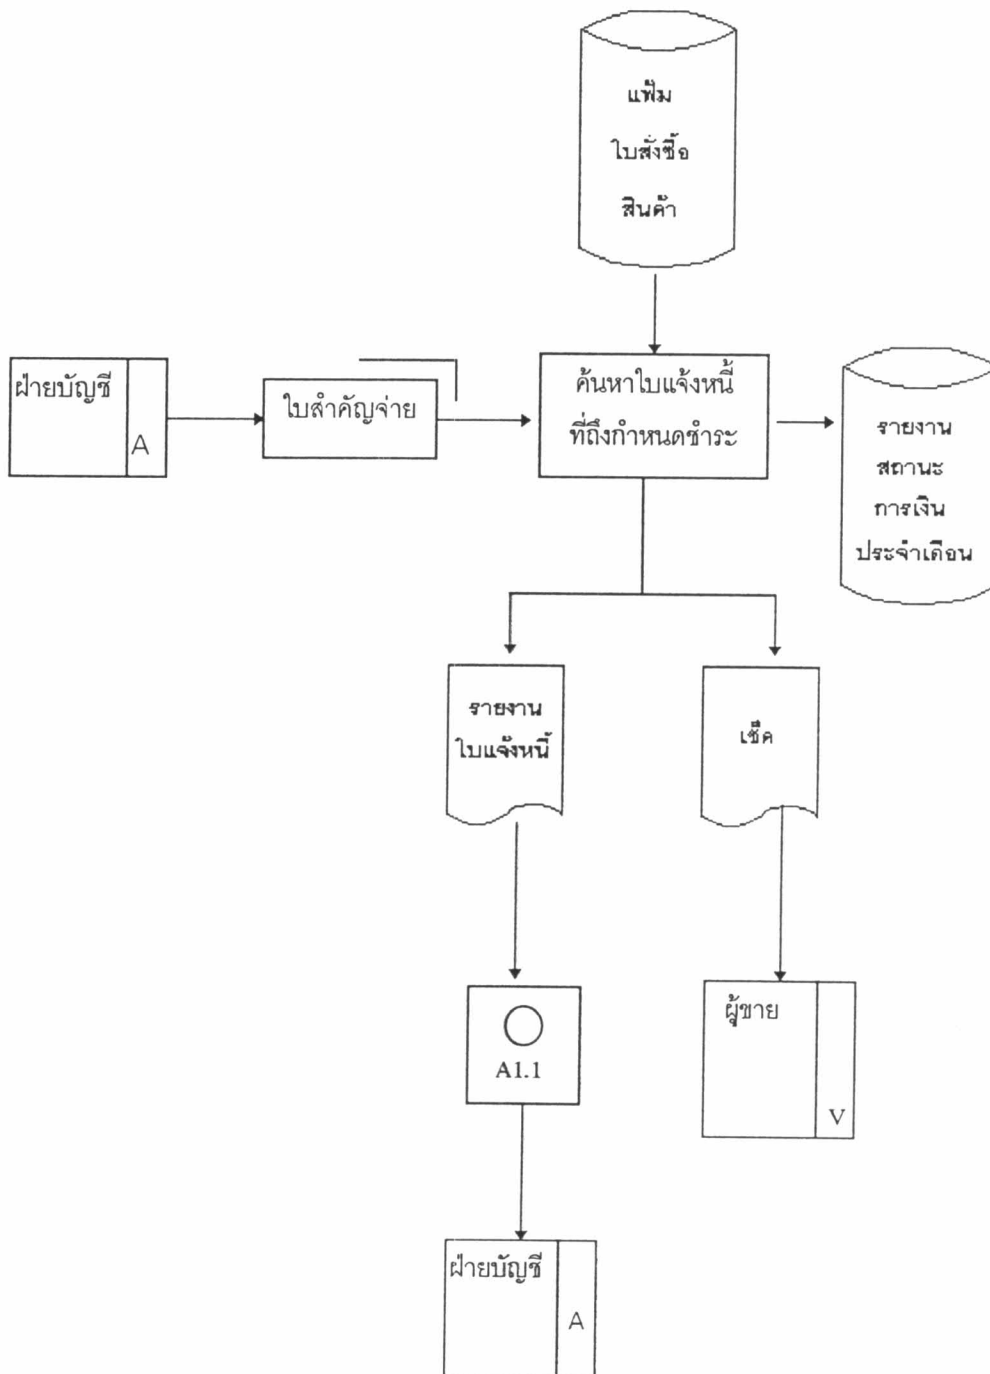 แฟ้ม
ใบสั่งซื้อ
สินค้า
ฝ่ายบัญชี
A
ใบสำคัญจ่าย
ค้นหาใบแจ้งหนี้
ที่ถึงกำหนดชำระ
รายงาน
สถานะ
การเงิน
ประจำเดือน
รายงาน
ใบแจ้งหนี้
เช็ค
A1.1
ผู้ขาย
V
ฝ่ายบัญชี
A